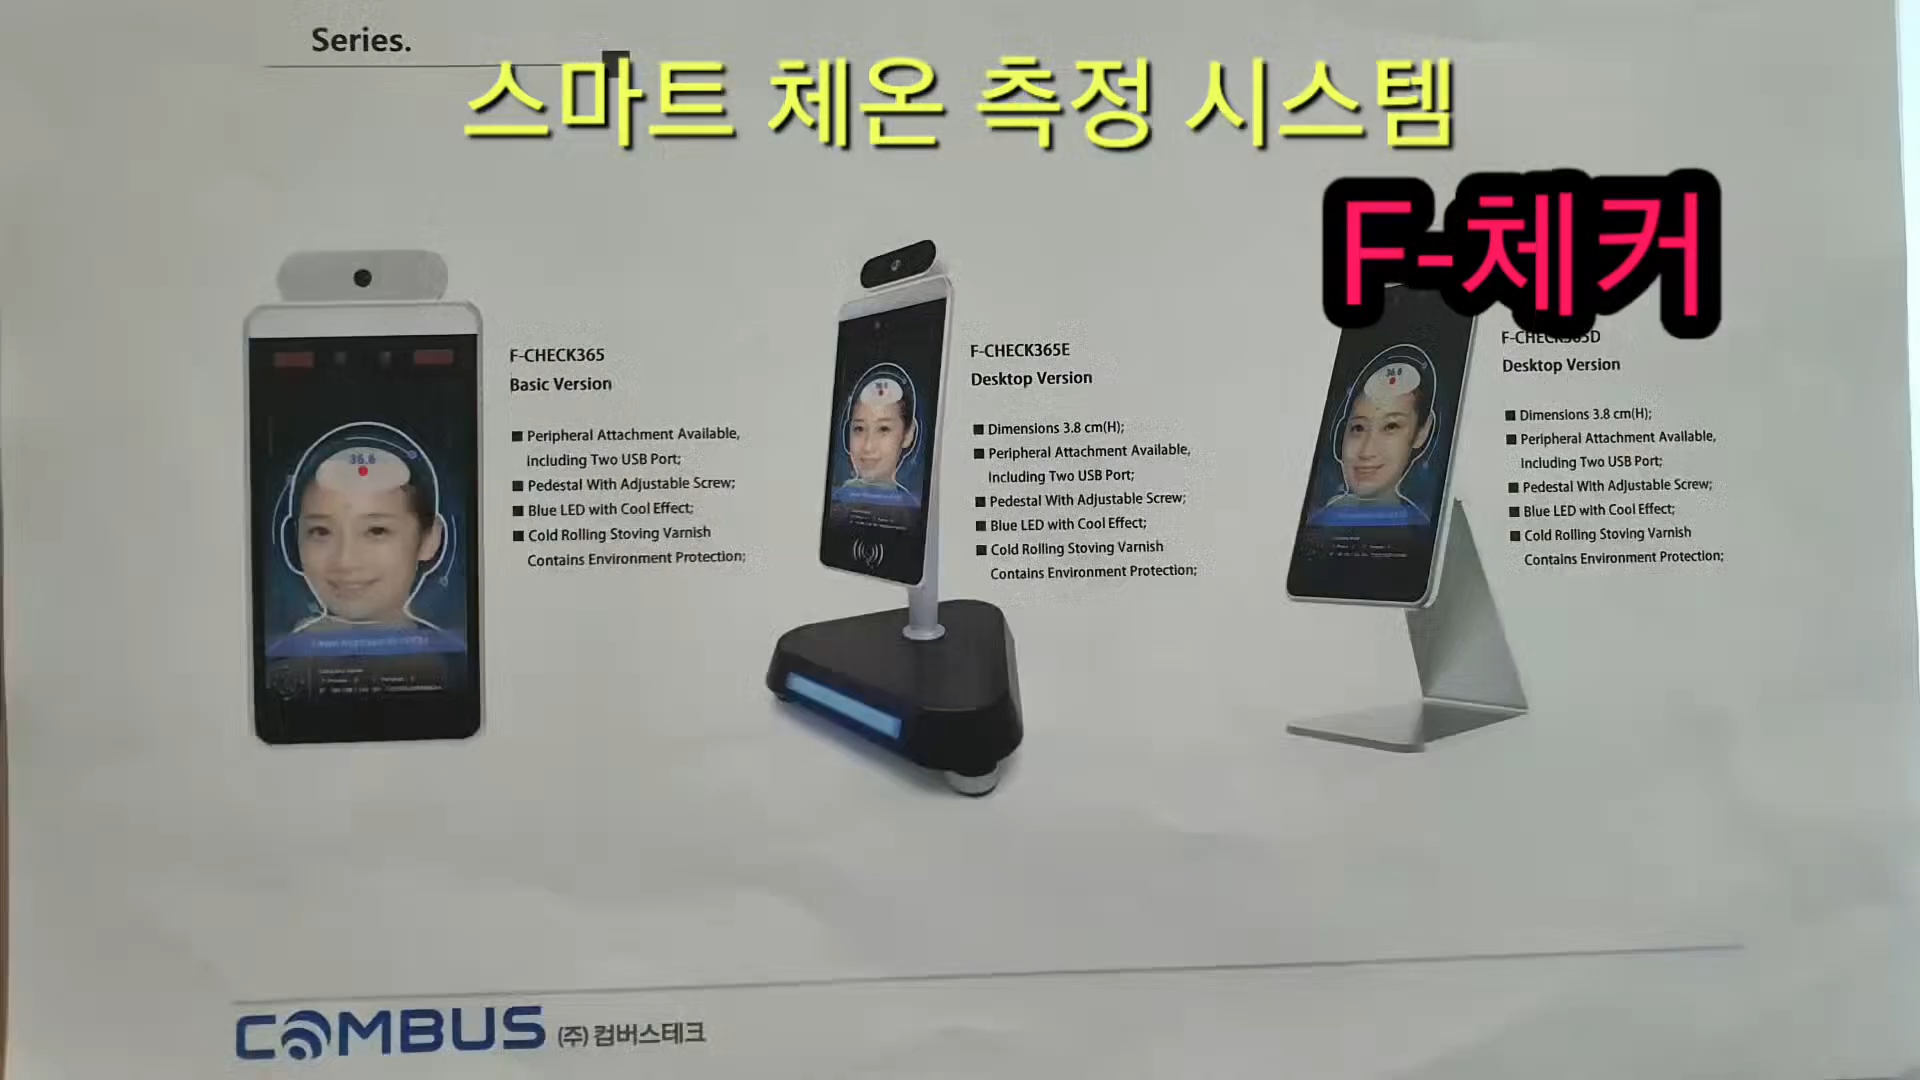 Series.
스마트 체온 측정 시스템
F-체커
F-CHECK365
Basic Version
■ Peripheral Attachment Available,
Including Two USB Port;
■ Pedestal With Adjustable Screw;
■ Blue LED with Cool Effect;
■ Cold Rolling Stoving Varnish
Contains Environment Protection;
36.6
F-CHECK365E
Desktop Version
■ Dimensions 3.8 cm(H);
■ Peripheral Attachment Available,
Including Two USB Port;
■ Pedestal With Adjustable Screw;
■ Blue LED with Cool Effect;
■ Cold Rolling Stoving Varnish
Contains Environment Protection;
F-CHECK365D
Desktop Version
■ Dimensions 3.8 cm(H);
■ Peripheral Attachment Available,
Including Two USB Port;
■ Pedestal With Adjustable Screw;
■ Blue LED with Cool Effect;
■ Cold Rolling Stoving Varnish
Contains Environment Protection;
36.6
COMBUS (주)컴버스테크